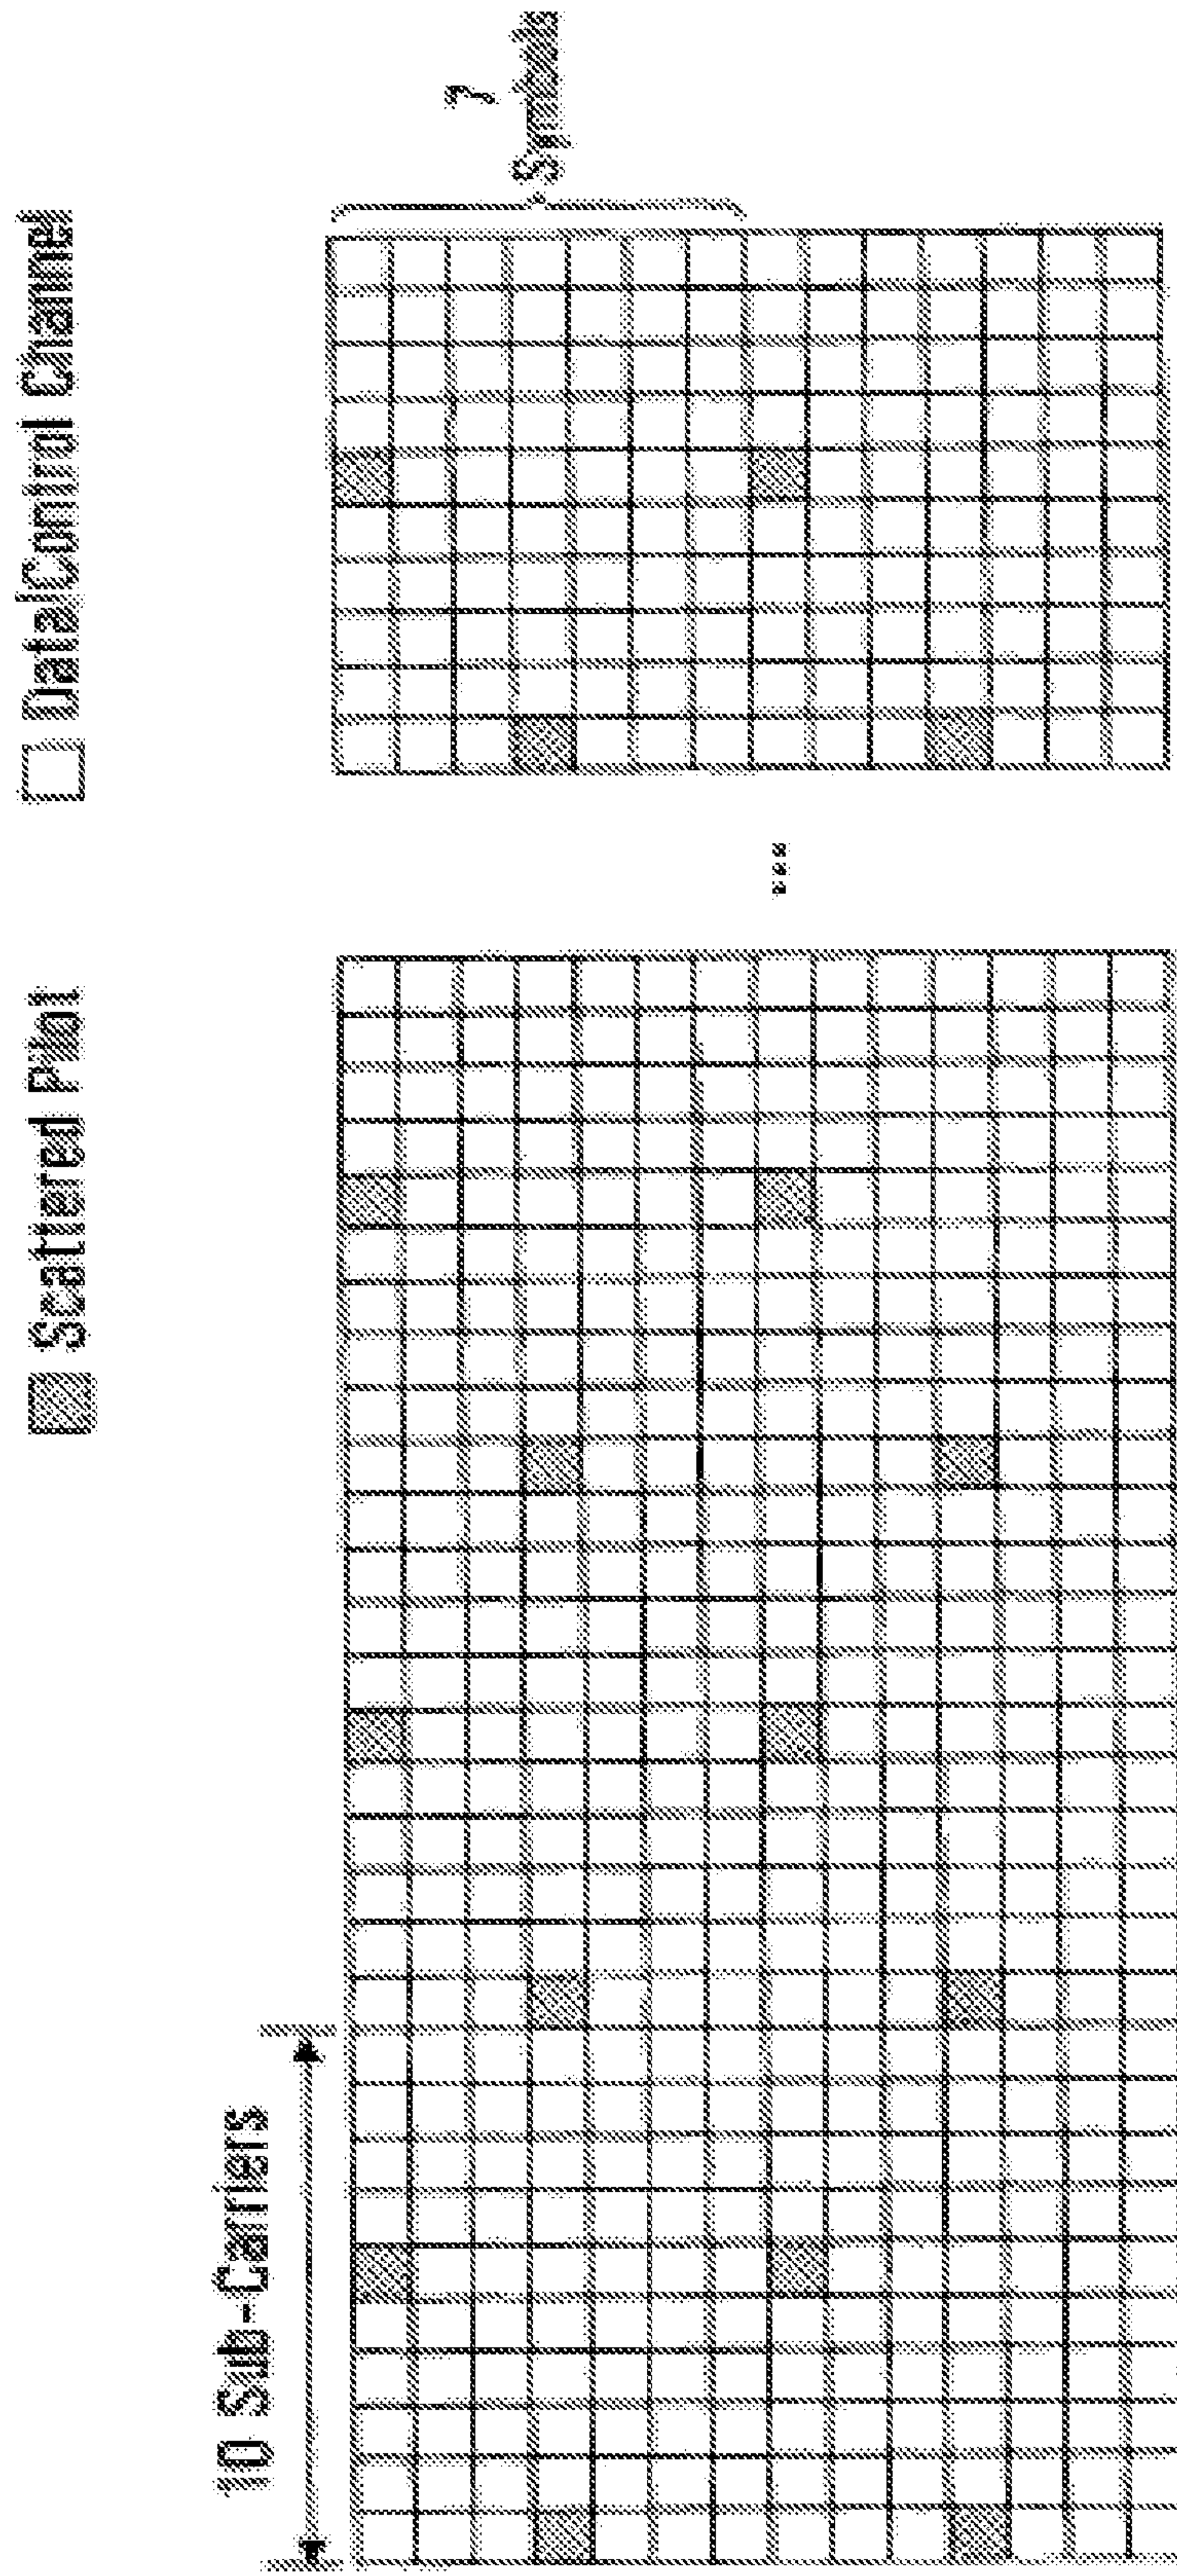 Scattered Pilot
Data/Control Channel
10 Sub-Carriers
...
7
Symbols